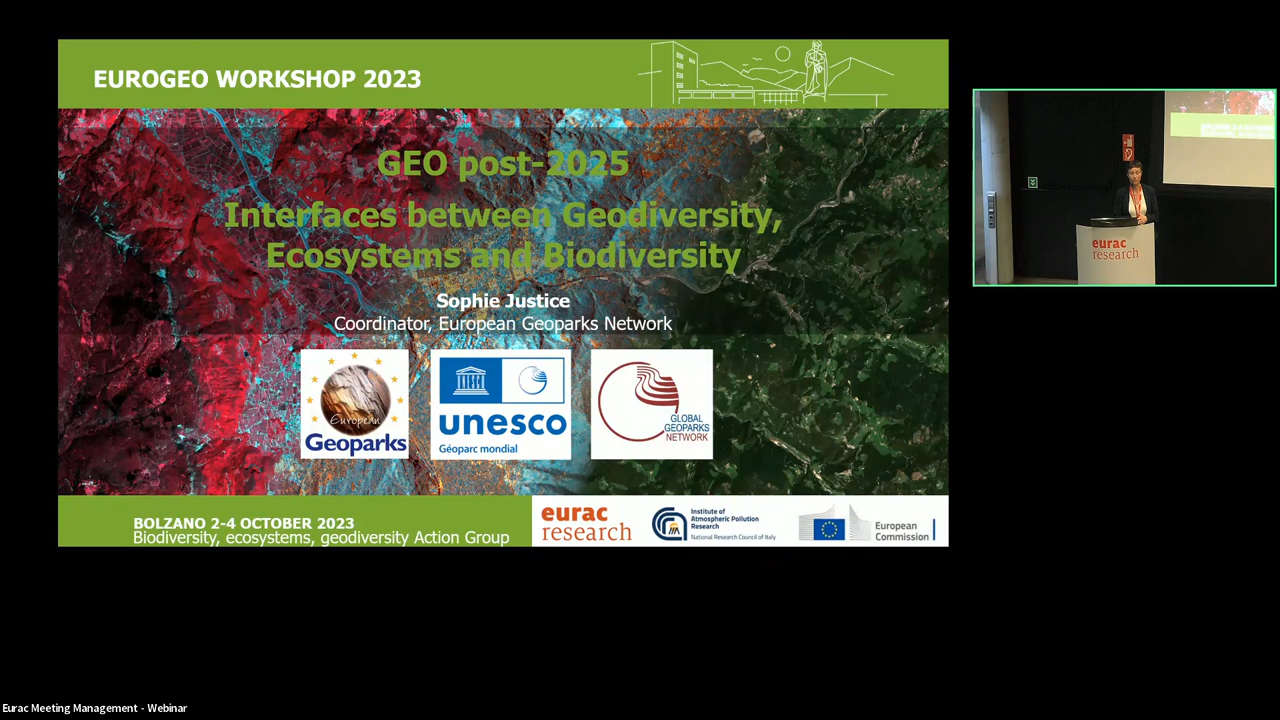 EUROGEO WORKSHOP 2023
GEO post-2025
Interfaces between Geodiversity,
Ecosystems and Biodiversity
Sophie Justice
Coordinator, European Geoparks Network
European
Geoparks
unesco
Géoparc mondial
GLOBAL
GEOPARKS
NETWORK
BOLZANO 2-4 OCTOBER 2023
Biodiversity, ecosystems, geodiversity Action Group
eurac
research
Institute of
Atmospheric Pollution
Research
National Research Council of Italy
European
Commission
eurac
research
Eurac Meeting Management - Webinar